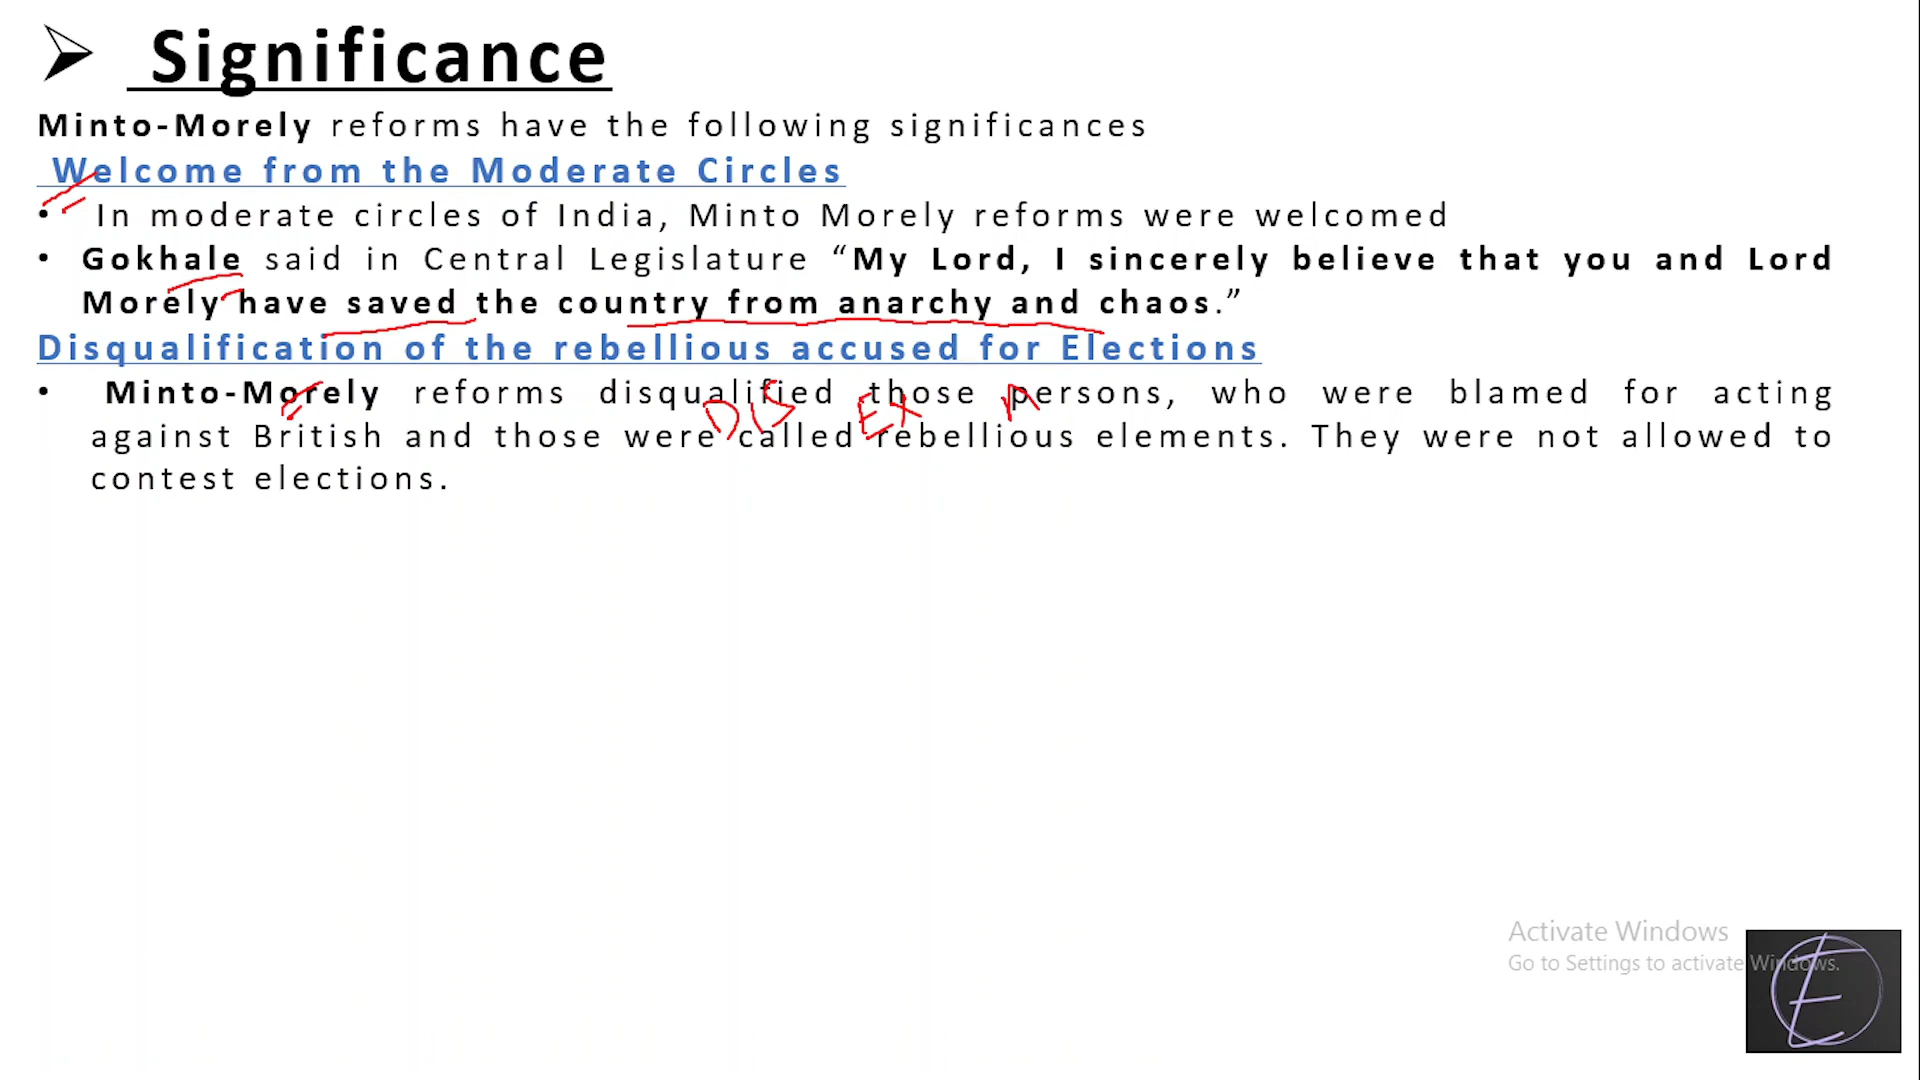 ➢ Significance
Minto-Morely reforms have the following significances
Welcome from the Moderate Circles
• In moderate circles of India, Minto Morely reforms were welcomed
• Gokhale said in Central Legislature “My Lord, I sincerely believe that you and Lord
Morely have saved the country from anarchy and chaos.”
Disqualification of the rebellious accused for Elections
• Minto-Morely reforms disqualified those persons, who were blamed for acting
DIS EX
against British and those were called rebellious elements. They were not allowed to
contest elections.
Activate Windows
Go to Settings to activate Windows.
E